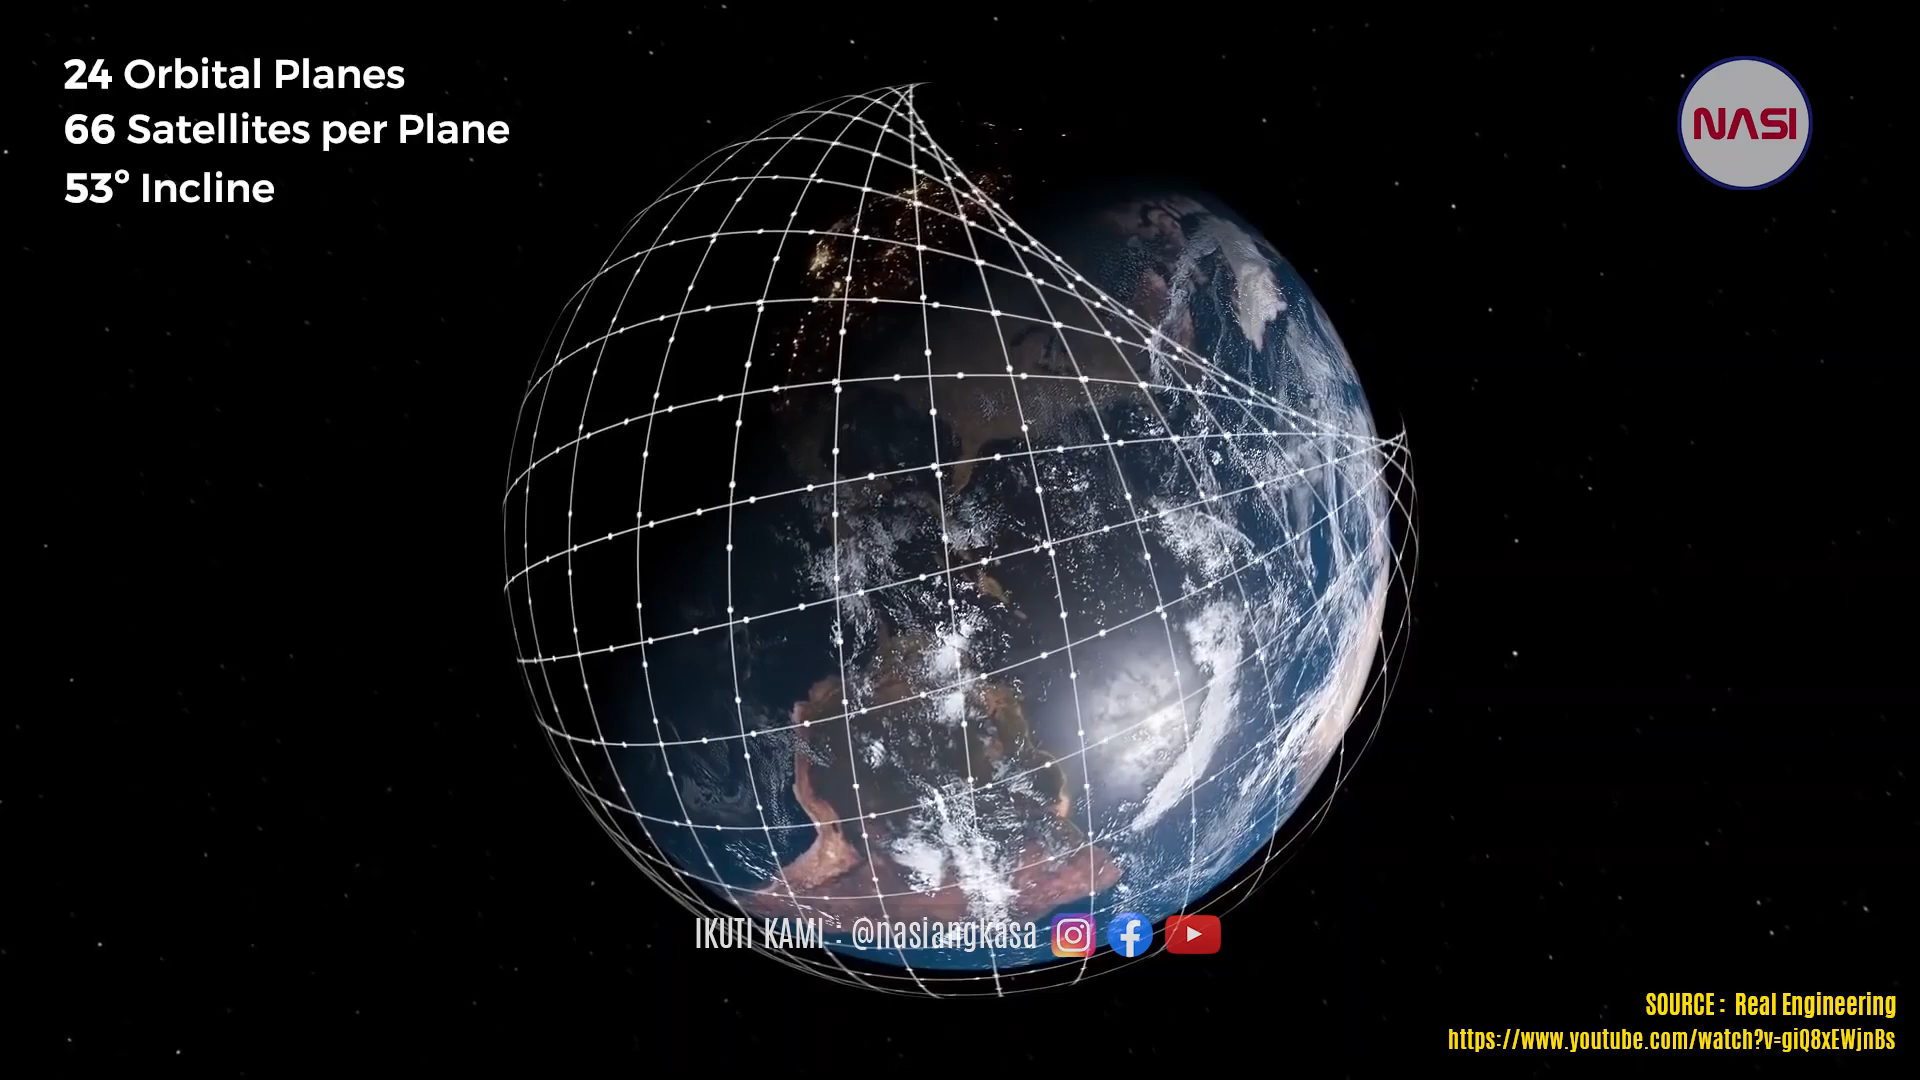 24 Orbital Planes
66 Satellites per Plane
53° Incline
NASI
IKUTI KAMI : @nasiangkasa
SOURCE : Real Engineering
https://www.youtube.com/watch?v=giQ8xEWjnBs